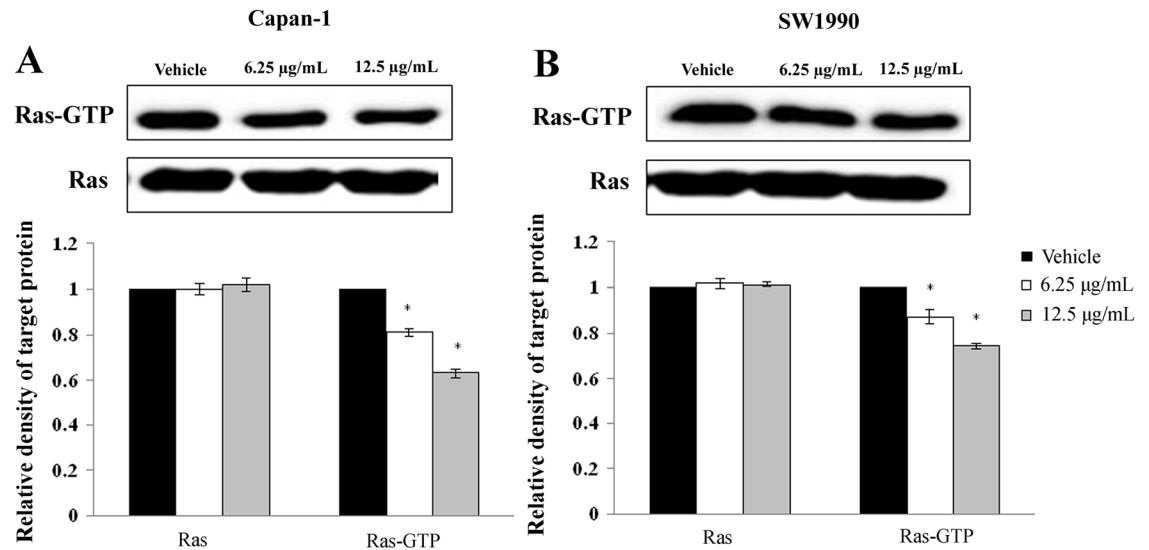 Capan-1
A
Vehicle 6.25 μg/mL 12.5 μg/mL
Ras-GTP
Ras
Relative density of target protein
1.2
1
0.8
0.6
0.4
0.2
0
Ras Ras-GTP
SW1990
B
Vehicle 6.25 μg/mL 12.5 μg/mL
Ras-GTP
Ras
Relative density of target protein
1.2
1
0.8
0.6
0.4
0.2
0
* *
* *
Ras Ras-GTP
Vehicle
6.25 μg/mL
12.5 μg/mL